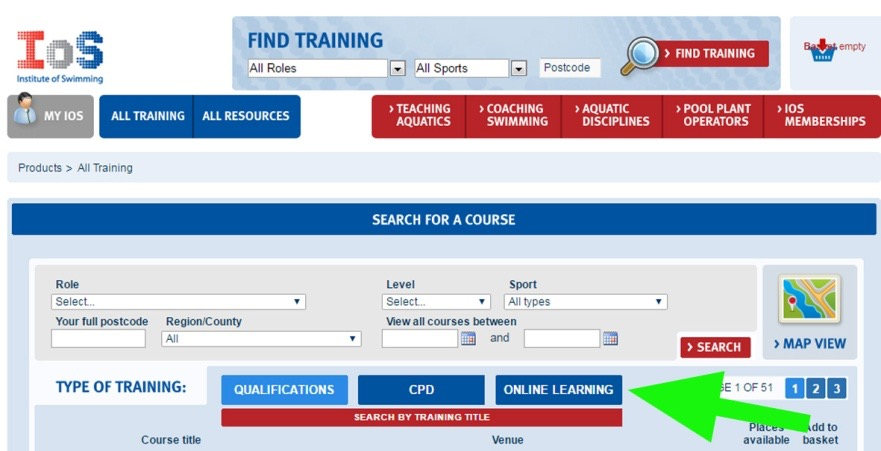 IoS
Institute of Swimming
FIND TRAINING
All Roles
All Sports
Postcode
> FIND TRAINING
Basket empty
MY IOS
ALL TRAINING
ALL RESOURCES
> TEACHING
AQUATICS
> COACHING
SWIMMING
> AQUATIC
DISCIPLINES
> POOL PLANT
OPERATORS
> IOS
MEMBERSHIPS
Products > All Training
SEARCH FOR A COURSE
Role
Level
Sport
Select...
Select...
All types
Your full postcode
Region/County
View all courses between
All
and
> SEARCH
> MAP VIEW
TYPE OF TRAINING:
QUALIFICATIONS
CPD
ONLINE LEARNING
1 OF 51
1 2 3
SEARCH BY TRAINING TITLE
Course title
Venue
Places
available
Add to
basket